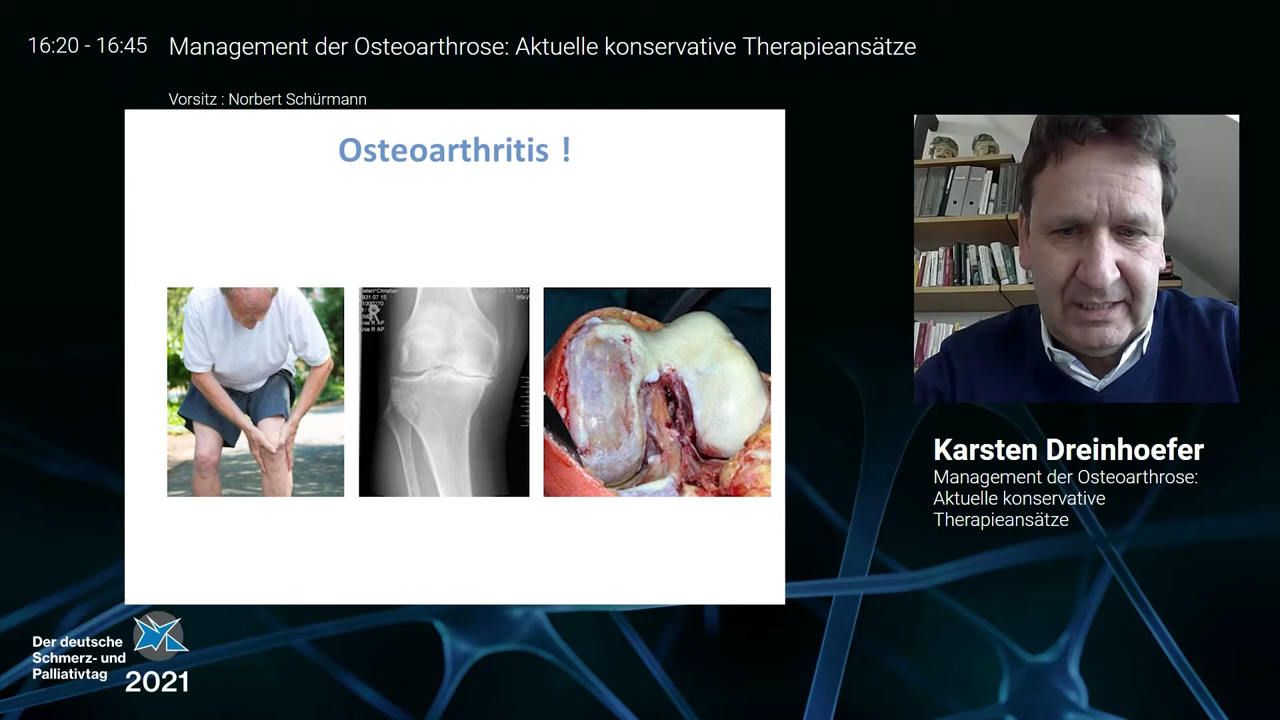 16:20 - 16:45
Management der Osteoarthrose: Aktuelle konservative Therapieansätze
Vorsitz : Norbert Schürmann
Osteoarthritis !
R
Karsten Dreinhoefer
Management der Osteoarthrose:
Aktuelle konservative
Therapieansätze
Der deutsche
Schmerz- und
Palliativtag
2021